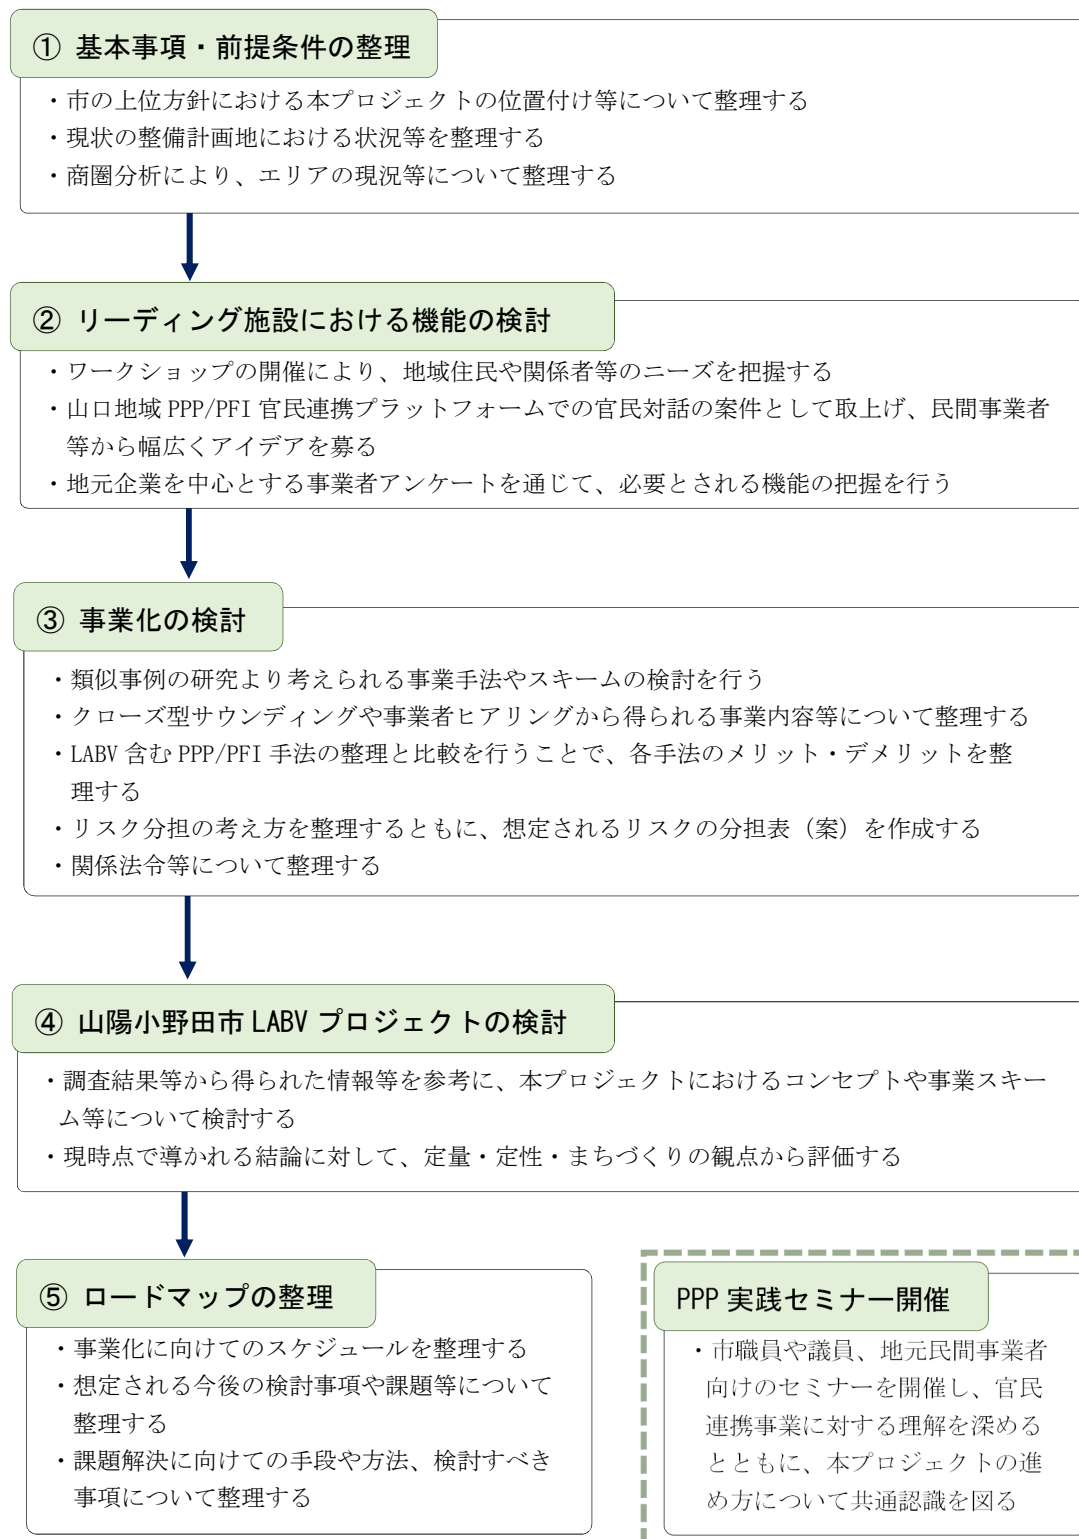 ① 基本事項・前提条件の整理
・市の上位方針における本プロジェクトの位置付け等について整理する
・現状の整備計画地における状況等を整理する
・商圏分析により、エリアの現況等について整理する
② リーディング施設における機能の検討
・ワークショップの開催により、地域住民や関係者等のニーズを把握する
・山口地域 PPP/PFI 官民連携プラットフォームでの官民対話の案件として取上げ、民間事業者
等から幅広くアイデアを募る
・地元企業を中心とする事業者アンケートを通じて、必要とされる機能の把握を行う
③ 事業化の検討
・類似事例の研究より考えられる事業手法やスキームの検討を行う
・クローズ型サウンディングや事業者ヒアリングから得られる事業内容等について整理する
・LABV 含む PPP/PFI 手法の整理と比較を行うことで、各手法のメリット・デメリットを整
理する
・リスク分担の考え方を整理するともに、想定されるリスクの分担表（案）を作成する
・関係法令等について整理する
④ 山陽小野田市 LABV プロジェクトの検討
・調査結果等から得られた情報等を参考に、本プロジェクトにおけるコンセプトや事業スキー
ム等について検討する
・現時点で導かれる結論に対して、定量・定性・まちづくりの観点から評価する
⑤ ロードマップの整理
・事業化に向けてのスケジュールを整理する
・想定される今後の検討事項や課題等について
整理する
・課題解決に向けての手段や方法、検討すべき
事項について整理する
PPP 実践セミナー開催
・市職員や議員、地元民間事業者
向けのセミナーを開催し、官民
連携事業に対する理解を深める
とともに、本プロジェクトの進
め方について共通認識を図る